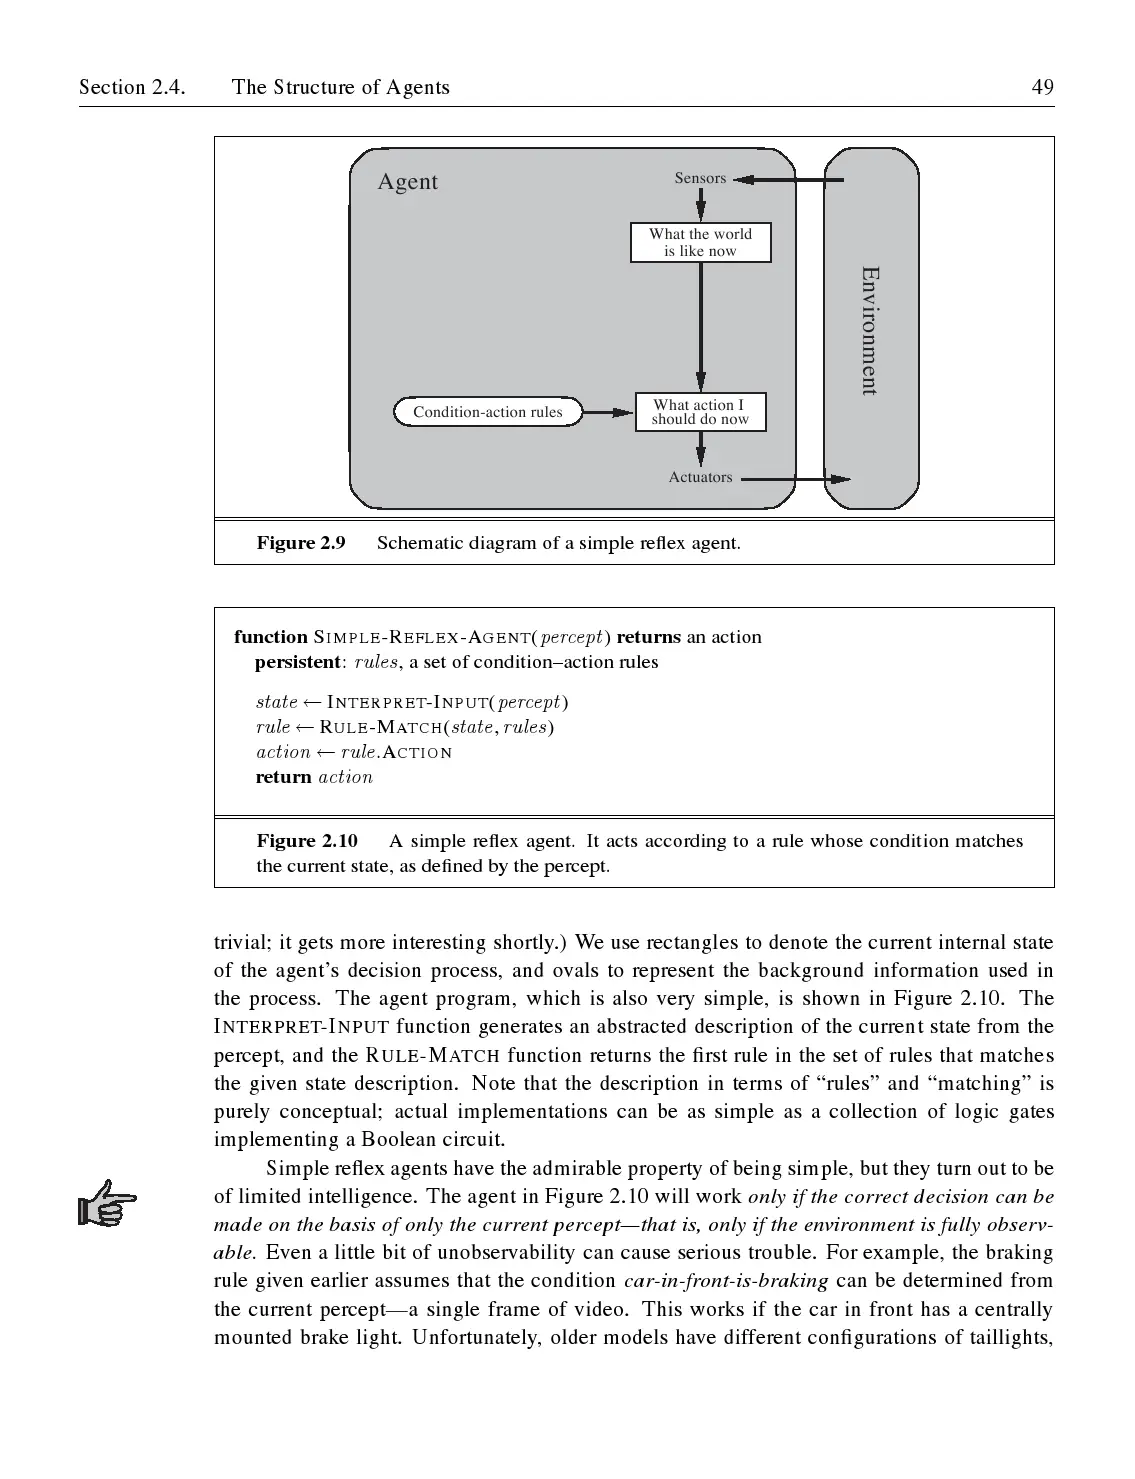 Section 2.4. The Structure of Agents 49
Agent
Sensors
What the world
is like now
Environment
Condition-action rules
What action I
should do now
Actuators
Figure 2.9 Schematic diagram of a simple reflex agent.
function SIMPLE-REFLEX-AGENT(percept) returns an action
persistent: rules, a set of condition–action rules
state ← INTERPRET-INPUT(percept)
rule ← RULE-MATCH(state, rules)
action ← rule.ACTION
return action
Figure 2.10 A simple reflex agent. It acts according to a rule whose condition matches
the current state, as defined by the percept.
trivial; it gets more interesting shortly.) We use rectangles to denote the current internal state
of the agent’s decision process, and ovals to represent the background information used in
the process. The agent program, which is also very simple, is shown in Figure 2.10. The
INTERPRET-INPUT function generates an abstracted description of the current state from the
percept, and the RULE-MATCH function returns the first rule in the set of rules that matches
the given state description. Note that the description in terms of “rules” and “matching” is
purely conceptual; actual implementations can be as simple as a collection of logic gates
implementing a Boolean circuit.
Simple reflex agents have the admirable property of being simple, but they turn out to be
of limited intelligence. The agent in Figure 2.10 will work only if the correct decision can be
made on the basis of only the current percept—that is, only if the environment is fully observ-
able. Even a little bit of unobservability can cause serious trouble. For example, the braking
rule given earlier assumes that the condition car-in-front-is-braking can be determined from
the current percept—a single frame of video. This works if the car in front has a centrally
mounted brake light. Unfortunately, older models have different configurations of taillights,